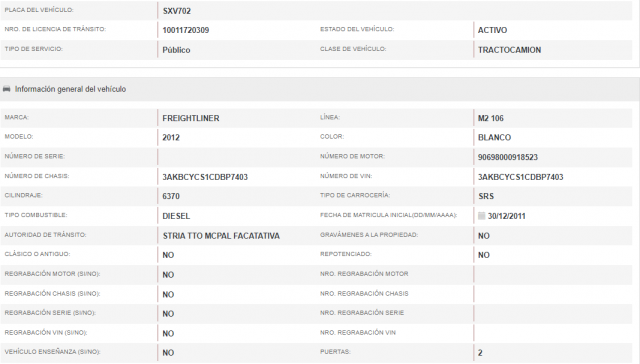 PLACA DEL VEHÍCULO: SXV702
NRO. DE LICENCIA DE TRÁNSITO: 10011720309 ESTADO DEL VEHÍCULO: ACTIVO
TIPO DE SERVICIO: Público CLASE DE VEHÍCULO: TRACTOCAMION
Información general del vehículo
MARCA: FREIGHTLINER LÍNEA: M2 106
MODELO: 2012 COLOR: BLANCO
NÚMERO DE SERIE: NÚMERO DE MOTOR: 90698000918523
NÚMERO DE CHASIS: 3AKBCYCS1CDBP7403 NÚMERO DE VIN: 3AKBCYCS1CDBP7403
CILINDRAJE: 6370 TIPO DE CARROCERÍA: SRS
TIPO COMBUSTIBLE: DIESEL FECHA DE MATRICULA INICIAL(DD/MM/AAAA): 30/12/2011
AUTORIDAD DE TRÁNSITO: STRIA TTO MCPAL FACATATIVA GRAVÁMENES A LA PROPIEDAD: NO
CLÁSICO O ANTIGUO: NO REPOTENCIADO: NO
REGRABACIÓN MOTOR (SI/NO): NO NRO. REGRABACIÓN MOTOR
REGRABACIÓN CHASIS (SI/NO): NO NRO. REGRABACIÓN CHASIS
REGRABACIÓN SERIE (SI/NO): NO NRO. REGRABACIÓN SERIE
REGRABACIÓN VIN (SI/NO): NO NRO. REGRABACIÓN VIN
VEHÍCULO ENSEÑANZA (SI/NO): NO PUERTAS: 2